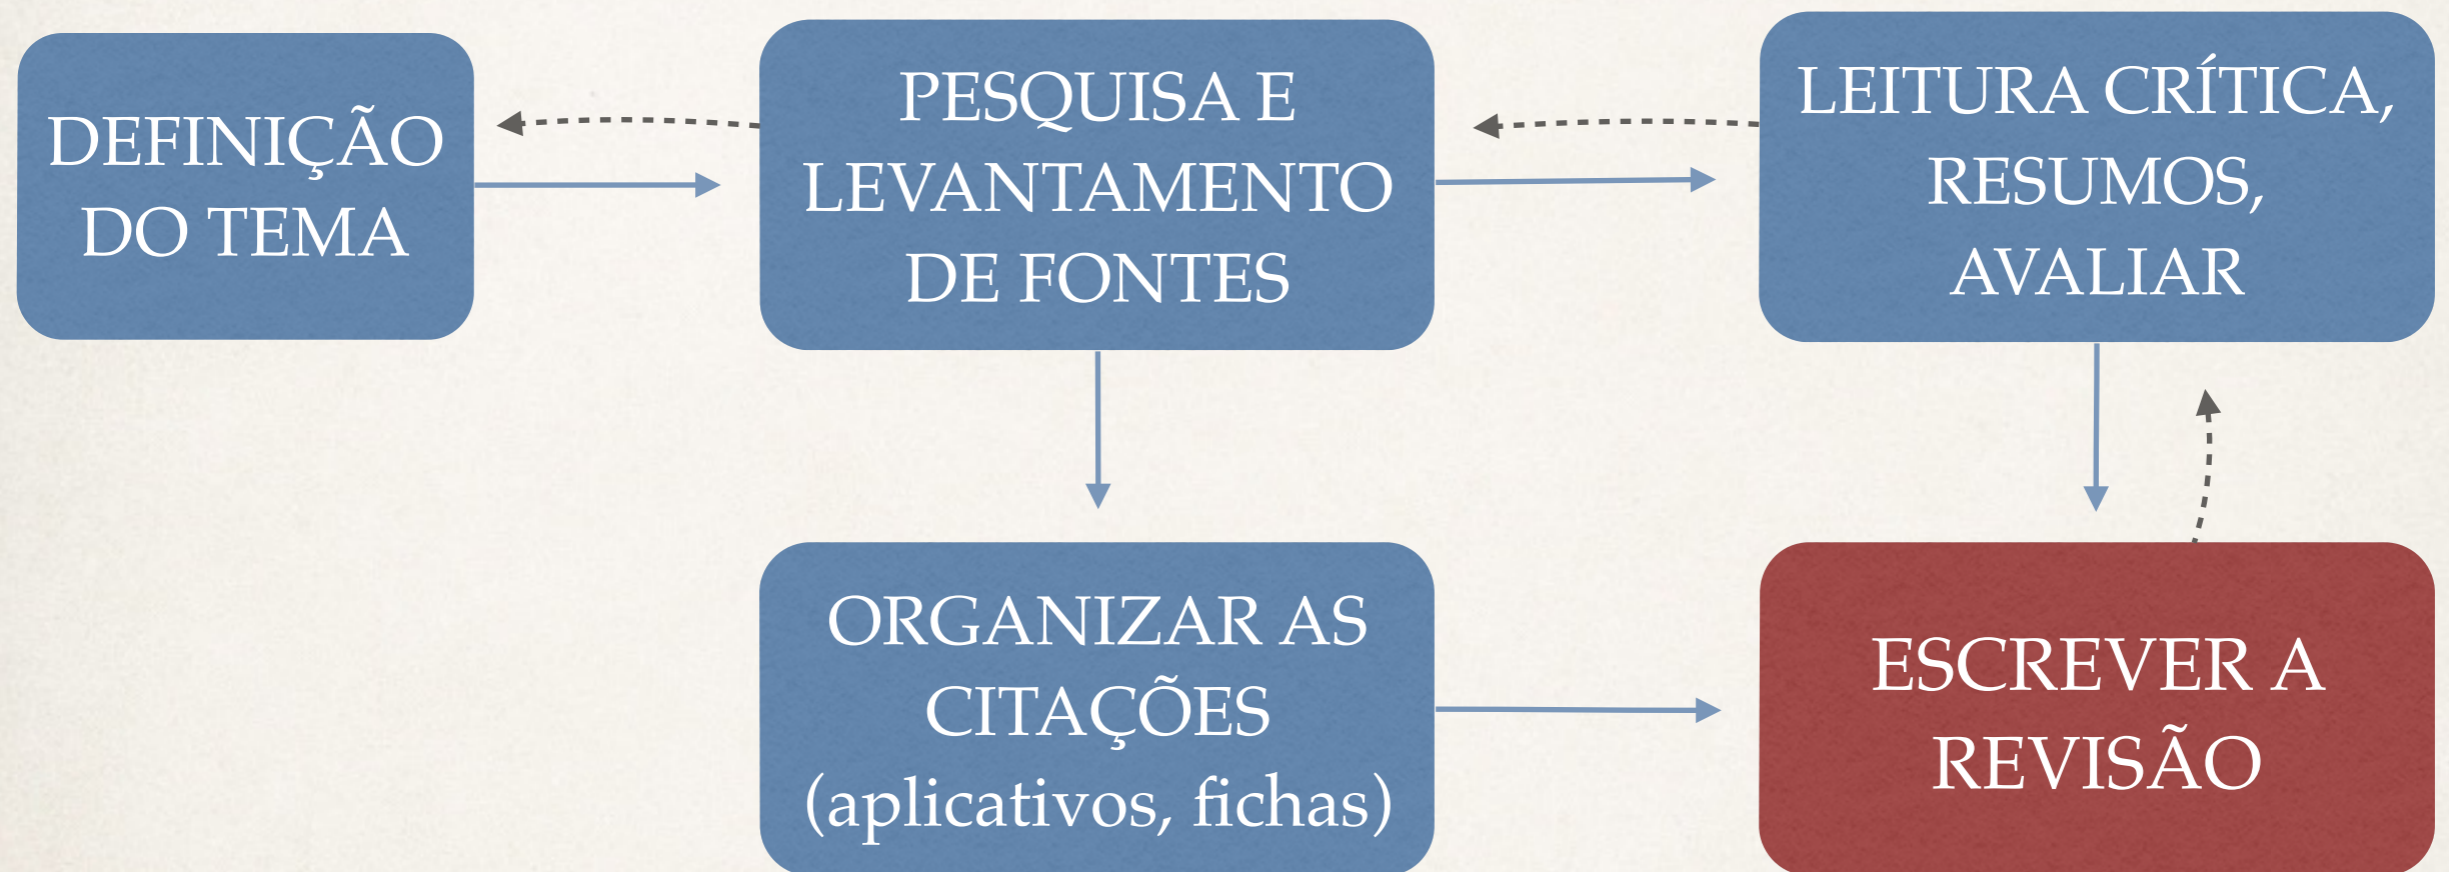 DEFINIÇÃO
DO TEMA
PESQUISA E
LEVANTAMENTO
DE FONTES
LEITURA CRÍTICA,
RESUMOS,
AVALIAR
ORGANIZAR AS
CITAÇÕES
(aplicativos, fichas)
ESCREVER A
REVISÃO